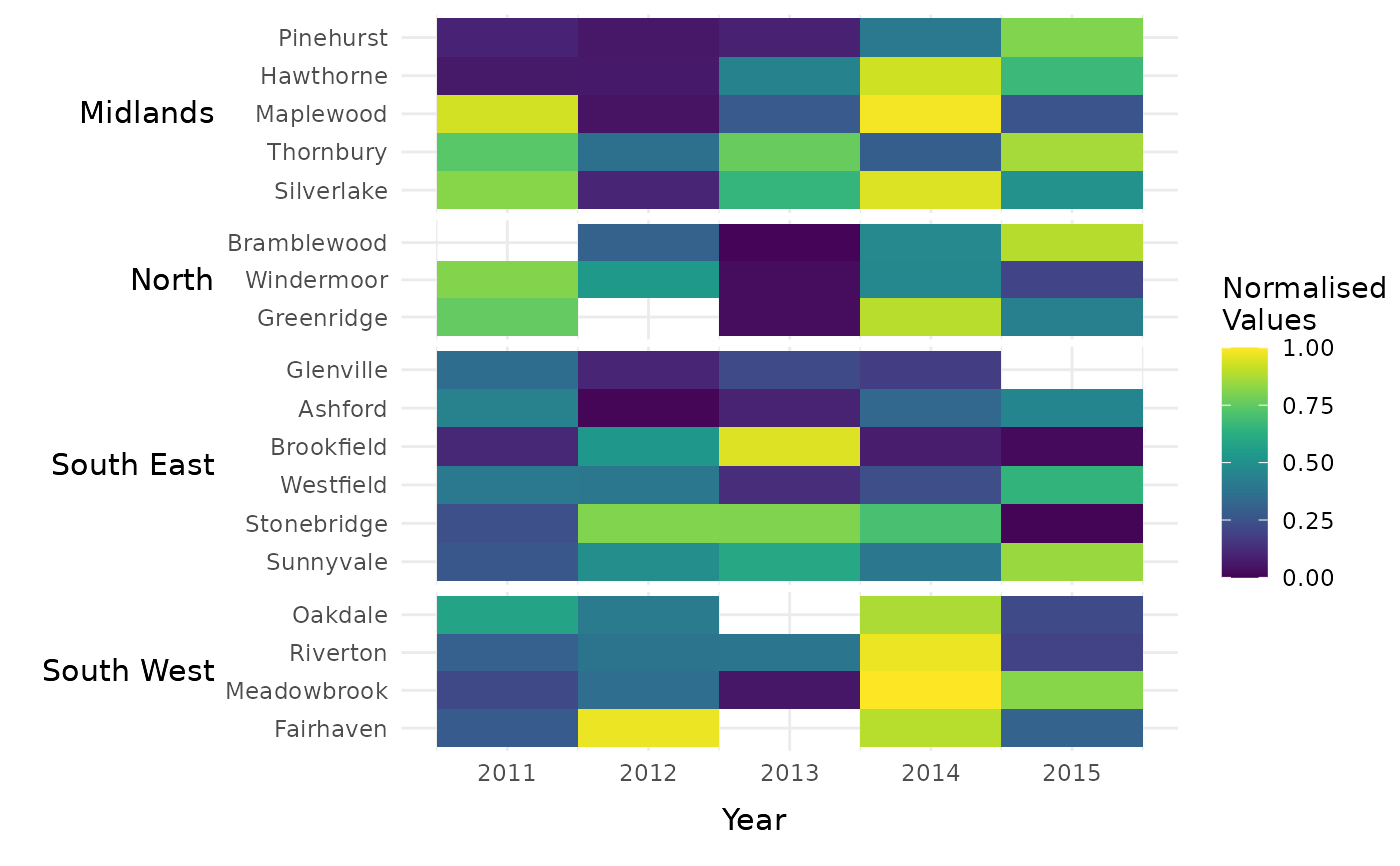 Midlands
Pinehurst
Hawthorne
Maplewood
Thornbury
Silverlake
North
Bramblewood
Windermoor
Greenridge
South East
Glenville
Ashford
Brookfield
Westfield
Stonebridge
Sunnyvale
South West
Oakdale
Riverton
Meadowbrook
Fairhaven
2011 2012 2013 2014 2015
Year
Normalised
Values
1.00
0.75
0.50
0.25
0.00